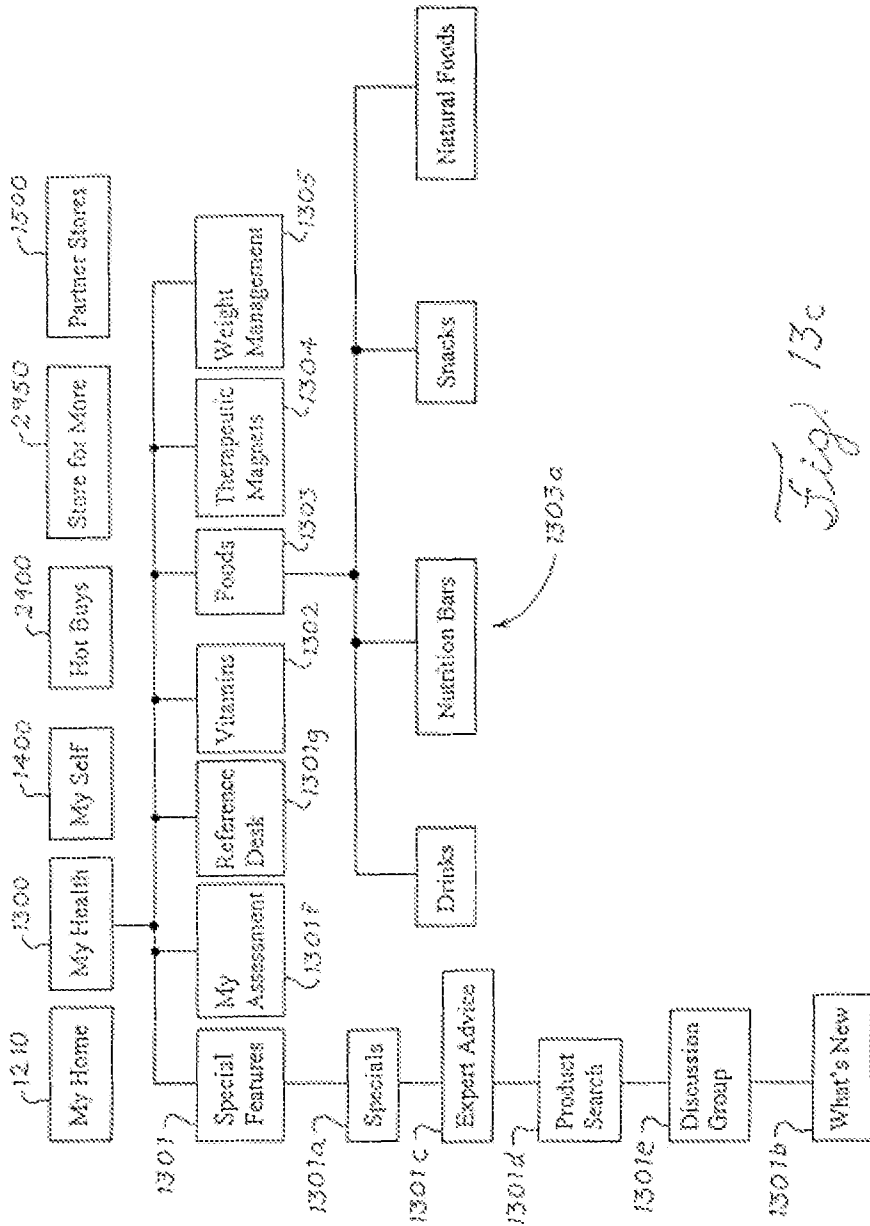 1210
My Home
1300
My Health
1400
My Self
2900
Hot Buys
2950
Store for More
1500
Partner Stores
1301
Special
Features
My
Assessment
1301f
Reference
Desk
1301g
Vitamins
1302
Foods
1303
Therapeutic
Magnets
1304
Weight
Management
1305
1301a
Specials
1301c
Expert Advice
1301d
Product
Search
1301e
Discussion
Group
1301b
What's New
Drinks
Nutrition Bars
Snacks
Natural Foods
1303a
Fig. 13c